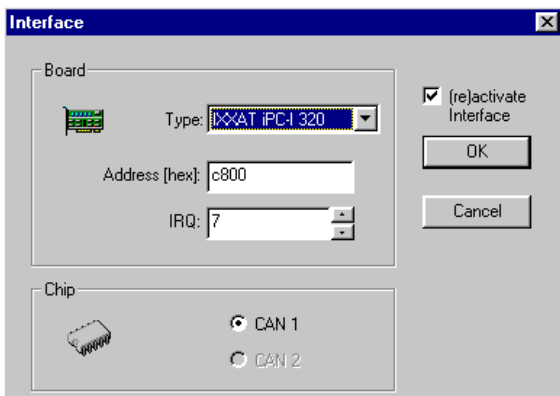 Interface
Board
Type: IXXAT iPC-I 320
Address [hex]: c800
IRQ: 7
(re)activate
Interface
OK
Cancel
Chip
CAN 1
CAN 2